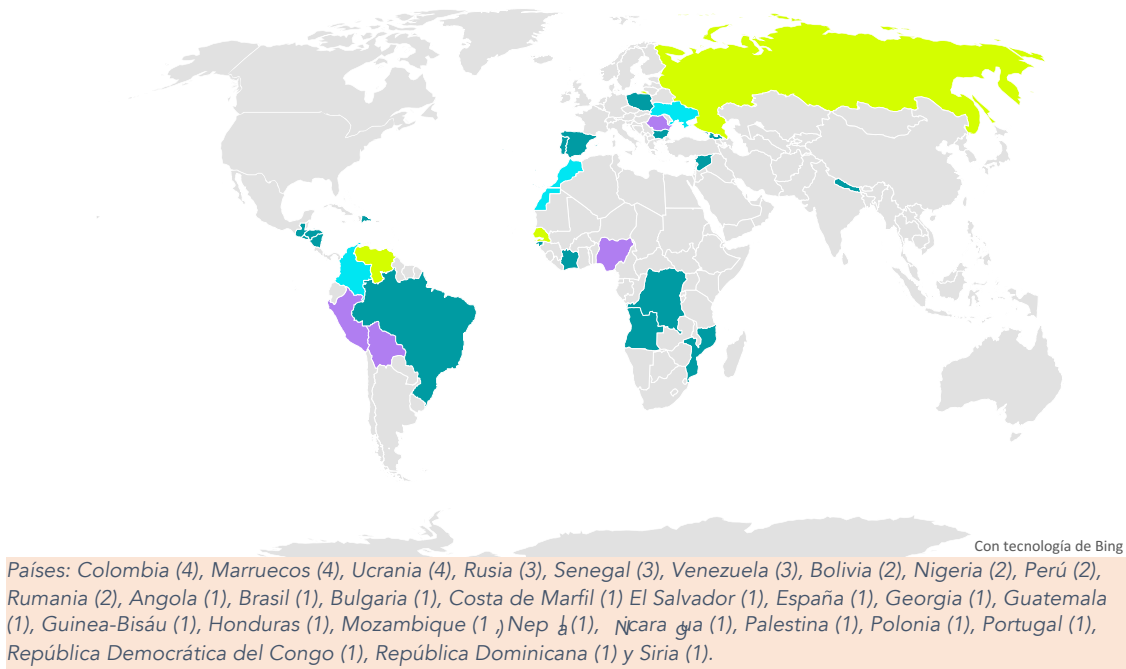 Con tecnología de Bing
Países: Colombia (4), Marruecos (4), Ucrania (4), Rusia (3), Senegal (3), Venezuela (3), Bolivia (2), Nigeria (2), Perú (2),
Rumania (2), Angola (1), Brasil (1), Bulgaria (1), Costa de Marfil (1) El Salvador (1), España (1), Georgia (1), Guatemala
(1), Guinea-Bisáu (1), Honduras (1), Mozambique (1), Nepal (1), Nicaragua (1), Palestina (1), Polonia (1), Portugal (1),
República Democrática del Congo (1), República Dominicana (1) y Siria (1).